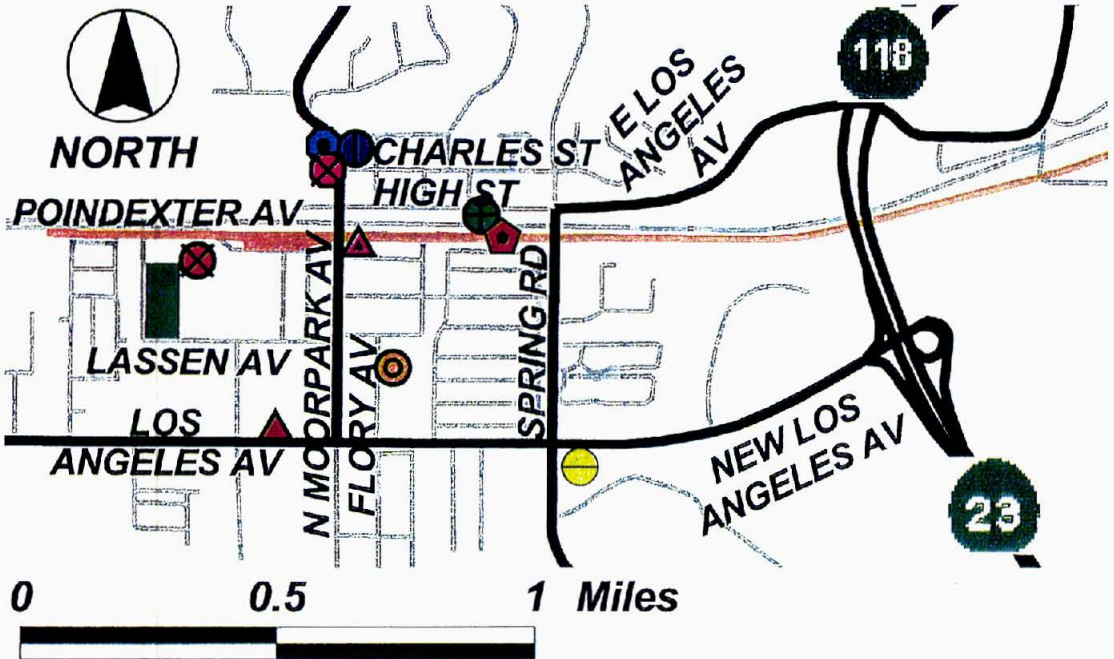 118
E LOS
ANGELES
AV
NORTH
CHARLES ST
HIGH ST
POINDEXTER AV
N MOORPARK AV
SPRING RD
LASSEN AV
FLORY AV
LOS
ANGELES AV
NEW LOS
ANGELES AV
23
0 0.5 1 Miles